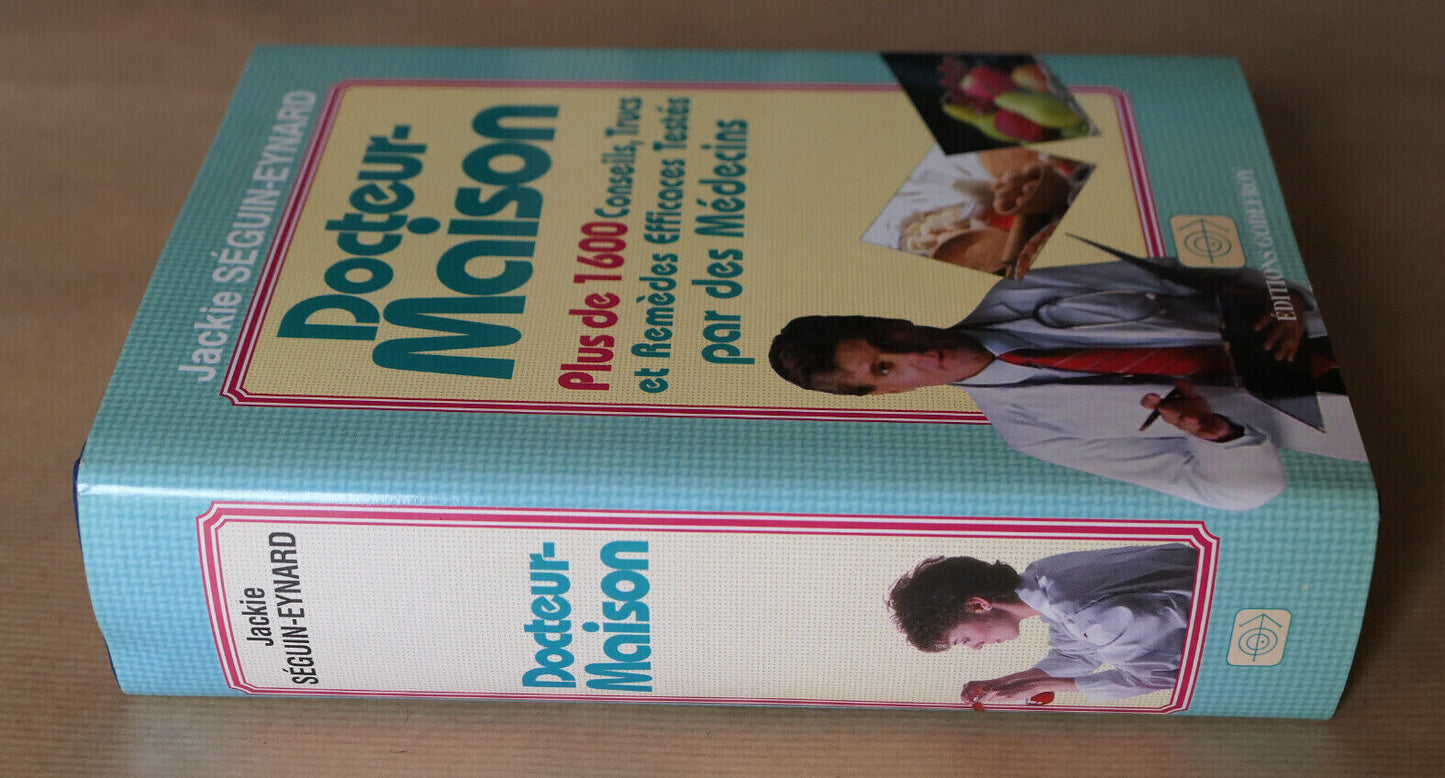 Jackie SÉGUIN-EYNARD
Docteur-
Maison
Plus de 1600 Conseils, Trucs
et Remèdes Efficaces Testés
par des Médecins
ÉDITIONS GODEFROY
Jackie
SÉGUIN-EYNARD
Docteur-
Maison